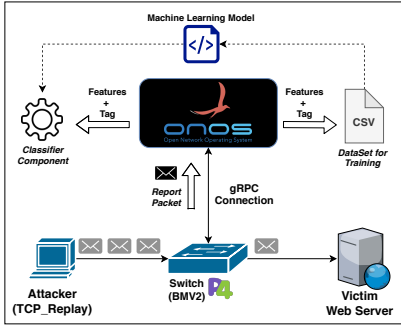 Machine Learning Model
</>
Features
+
Tag
Features
+
Tag
onos
Open Network Operating System
CSV
Classifier
Component
DataSet for
Training
Report
Packet
gRPC
Connection
Attacker
(TCP_Replay)
Switch
(BMV2)
P4
Victim
Web Server